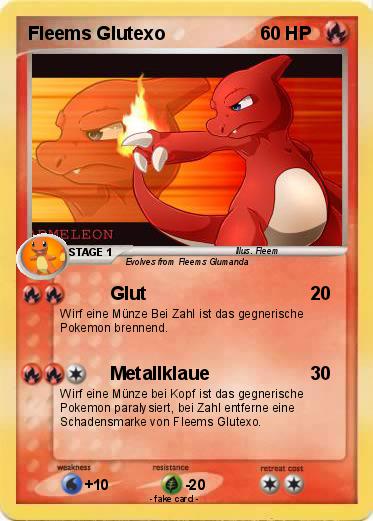 Fleems Glutexo 60 HP
RMELEON
STAGE 1
Illus. Fleem
Evolves from Fleems Glumanda
Glut 20
Wirf eine Münze Bei Zahl ist das gegnerische
Pokemon brennend.
Metallklaue 30
Wirf eine Münze bei Kopf ist das gegnerische
Pokemon paralysiert, bei Zahl entferne eine
Schadensmarke von Fleems Glutexo.
weakness resistance retreat cost
+10 -20
- fake card -